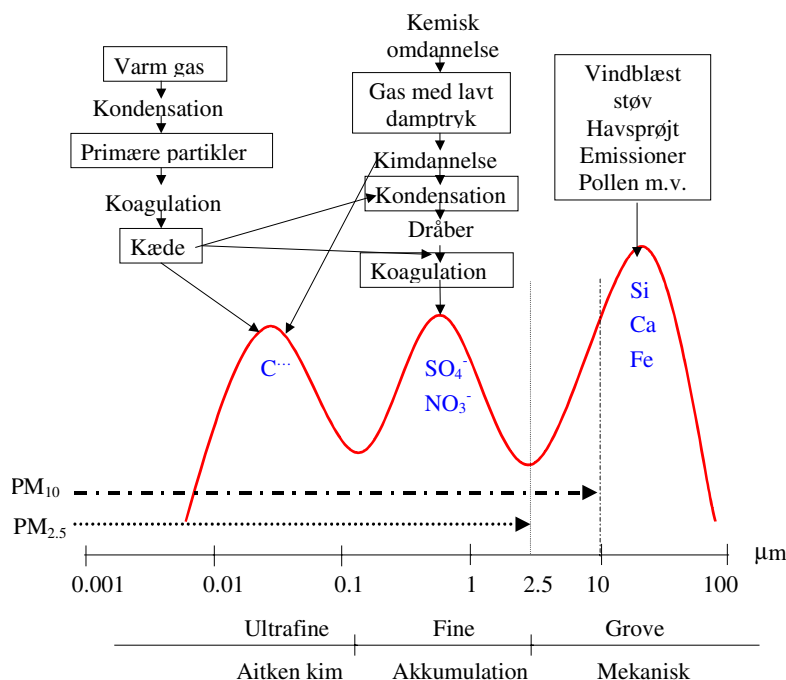 Varm gas
Kondensation
Primære partikler
Koagulation
Kæde
Kemisk
omdannelse
Gas med lavt
damptryk
Kimdannelse
Kondensation
Dråber
Koagulation
Vindblæst
støv
Havsprøjt
Emissioner
Pollen m.v.
C...
SO₄⁻
NO₃⁻
Si
Ca
Fe
PM₁₀
PM₂.₅
0.001 0.01 0.1 1 2.5 10 100 µm
Ultrafine Fine Grove
Aitken kim Akkumulation Mekanisk